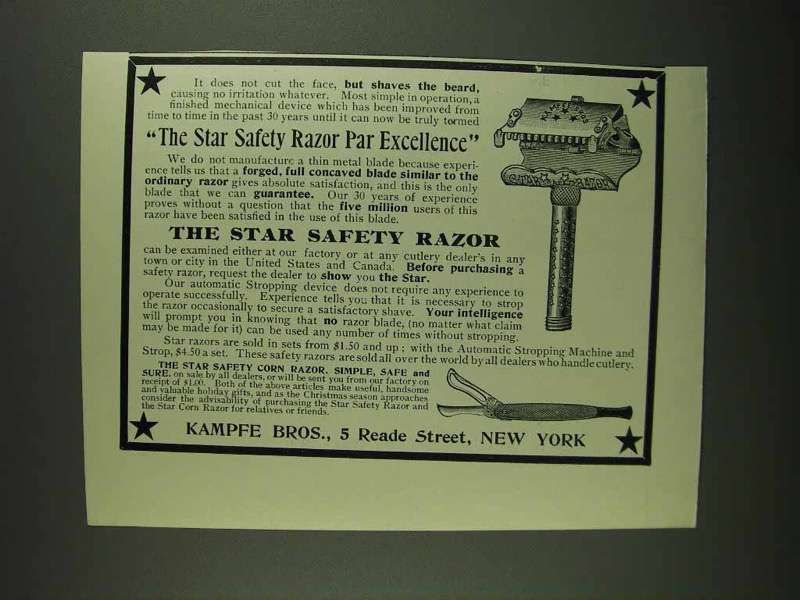 It does not cut the face, but shaves the beard,
causing no irritation whatever. Most simple in operation, a
finished mechanical device which has been improved from
time to time in the past 30 years until it can now be truly termed
"The Star Safety Razor Par Excellence"
We do not manufacture a thin metal blade because experi-
ence tells us that a forged, full concaved blade similar to the
ordinary razor gives absolute satisfaction, and this is the only
blade that we can guarantee. Our 30 years of experience
proves without a question that the five million users of this
razor have been satisfied in the use of this blade.
THE STAR SAFETY RAZOR
can be examined either at our factory or at any cutlery dealer's in any
town or city in the United States and Canada. Before purchasing a
safety razor, request the dealer to show you the Star.
Our automatic Stropping device does not require any experience to
operate successfully. Experience tells you that it is necessary to strop
the razor occasionally to secure a satisfactory shave. Your intelligence
will prompt you in knowing that no razor blade, (no matter what claim
may be made for it) can be used any number of times without stropping.
Star razors are sold in sets from $1.50 and up; with the Automatic Stropping Machine and
Strop, $4.50 a set. These safety razors are sold all over the world by all dealers who handle cutlery.
THE STAR SAFETY CORN RAZOR, SIMPLE, SAFE and
SURE, on sale by all dealers, or will be sent you from our factory on
receipt of $1.00. Both of the above articles make useful, handsome
and valuable holiday gifts, and as the Christmas season approaches
consider the advisability of purchasing the Star Safety Razor and
the Star Corn Razor for relatives or friends.
KAMPFE BROS., 5 Reade Street, NEW YORK